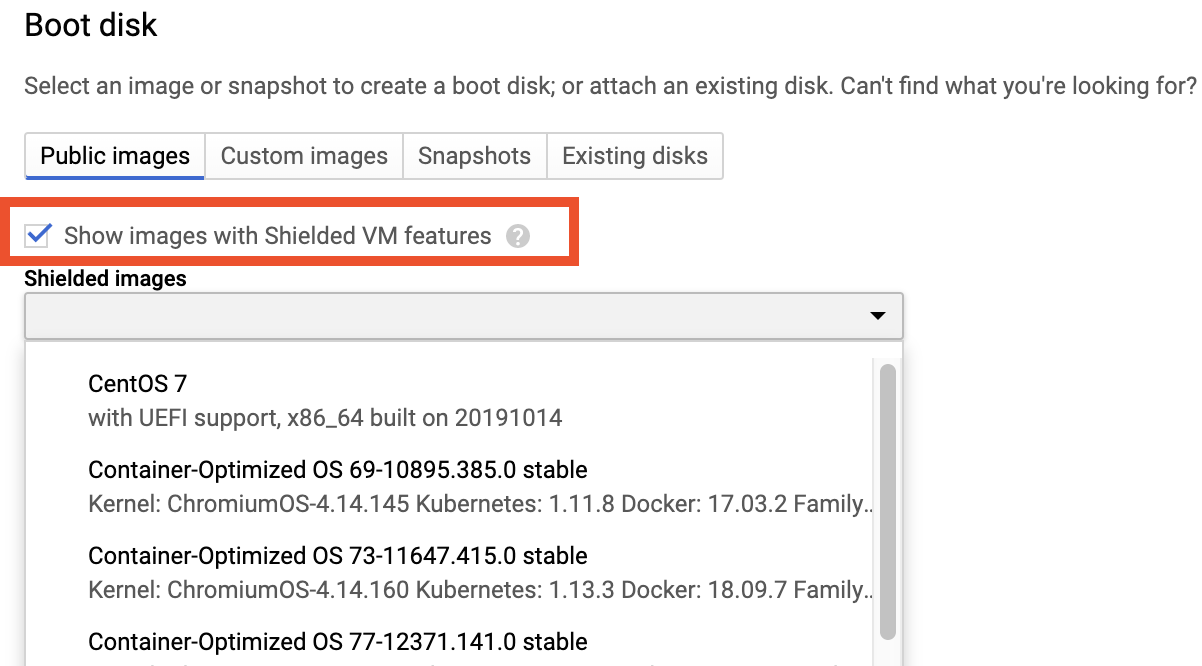 Boot disk
Select an image or snapshot to create a boot disk; or attach an existing disk. Can't find what you're looking for?
Public images Custom images Snapshots Existing disks
Show images with Shielded VM features ?
Shielded images
CentOS 7
with UEFI support, x86_64 built on 20191014
Container-Optimized OS 69-10895.385.0 stable
Kernel: ChromiumOS-4.14.145 Kubernetes: 1.11.8 Docker: 17.03.2 Family..
Container-Optimized OS 73-11647.415.0 stable
Kernel: ChromiumOS-4.14.160 Kubernetes: 1.13.3 Docker: 18.09.7 Family..
Container-Optimized OS 77-12371.141.0 stable